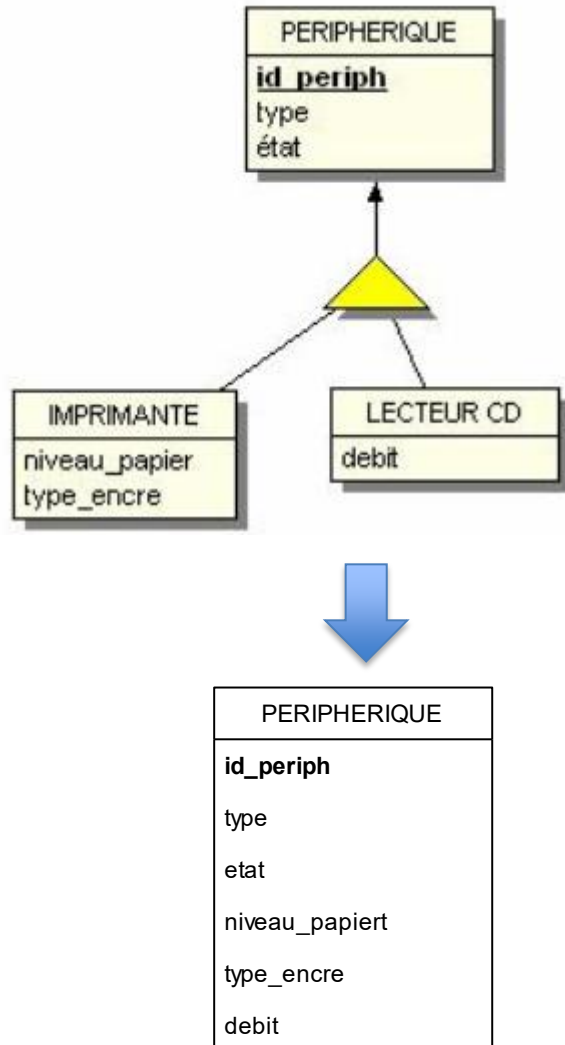 PERIPHERIQUE
id_periph
type
état
IMPRIMANTE
niveau_papier
type_encre
LECTEUR CD
debit
PERIPHERIQUE
id_periph
type
etat
niveau_papiert
type_encre
debit